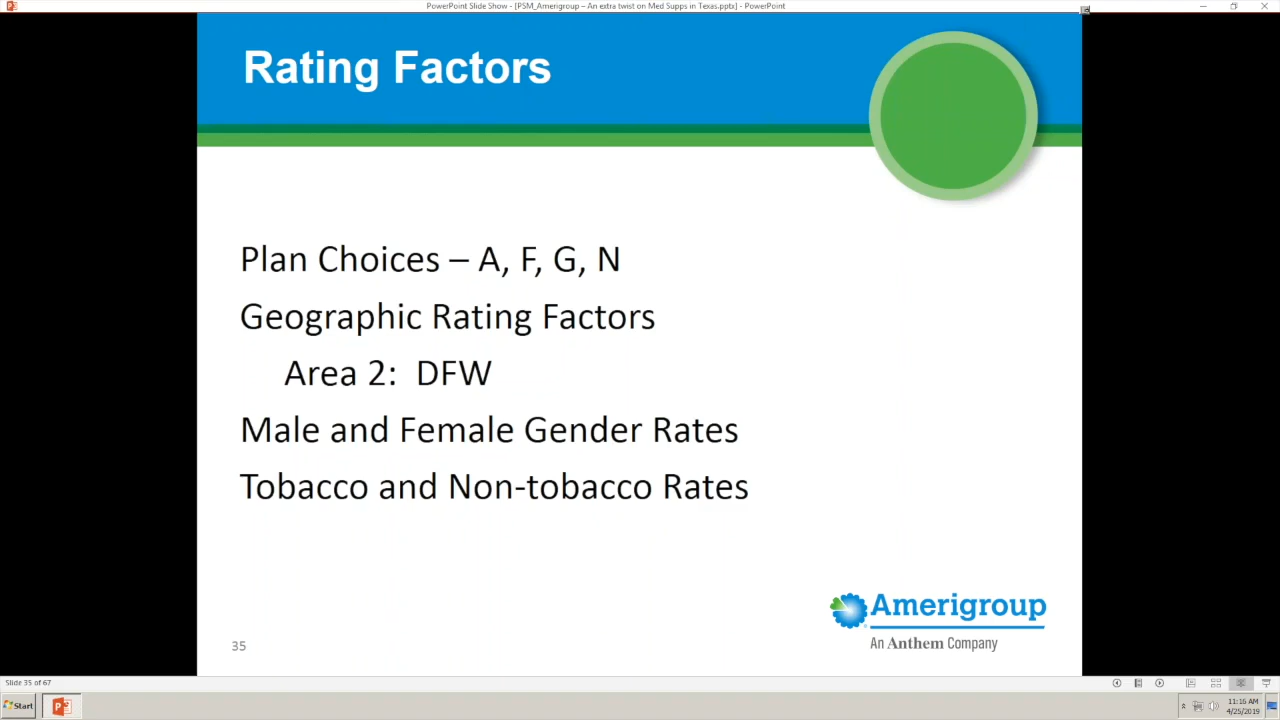 PowerPoint Slide Show - [PSM_Amerigroup – An extra twist on Med Supps in Texas.pptx] - PowerPoint
Rating Factors
Plan Choices – A, F, G, N
Geographic Rating Factors
Area 2: DFW
Male and Female Gender Rates
Tobacco and Non-tobacco Rates
Amerigroup
An Anthem Company
35
Slide 35 of 67
Start
11:16 AM
4/25/2019